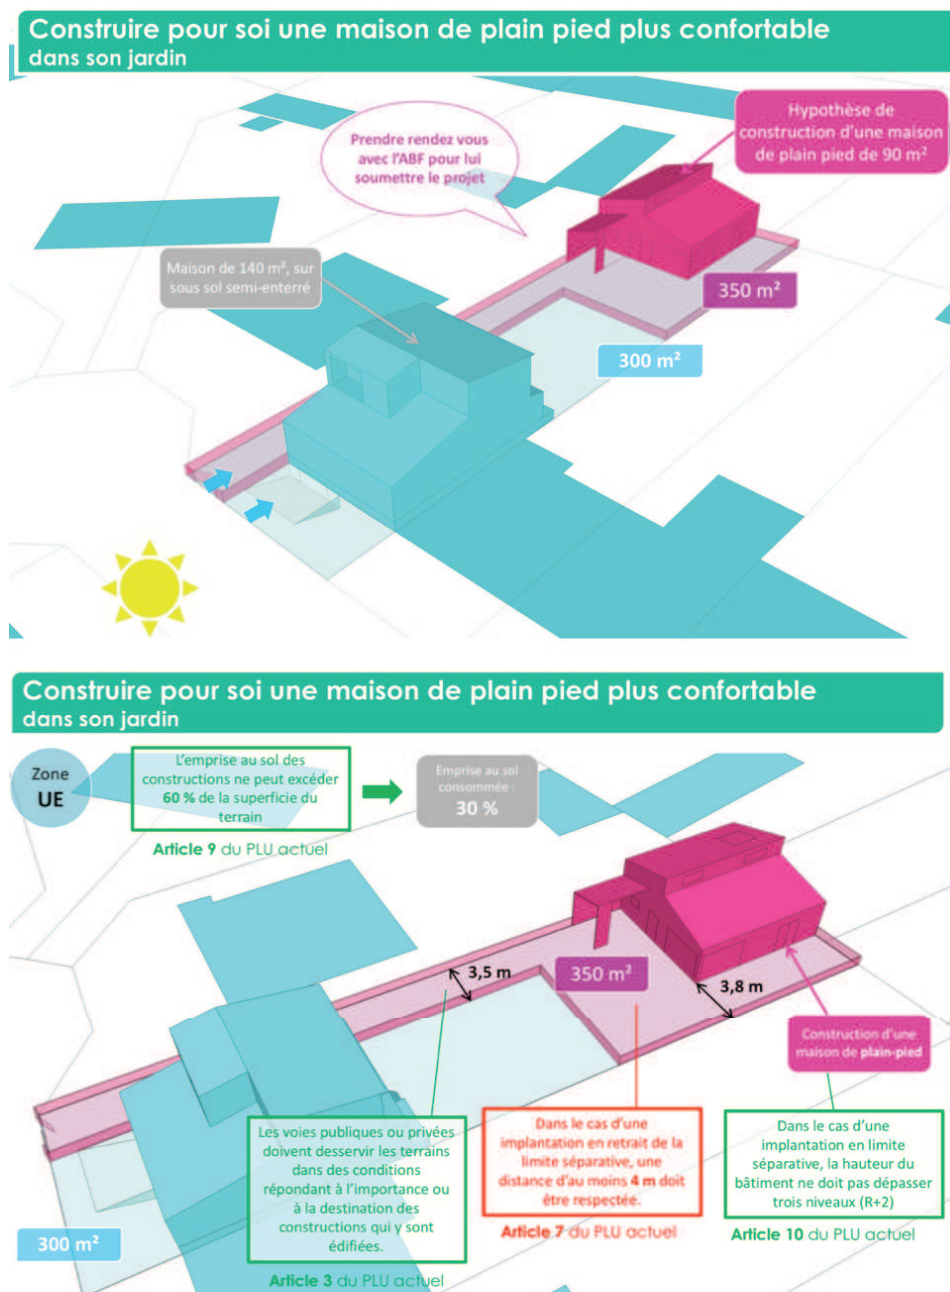 Construire pour soi une maison de plain pied plus confortable
dans son jardin
Prendre rendez vous
avec l'ABF pour lui
soumettre le projet
Hypothèse de
construction d'une maison
de plain pied de 90 m²
Maison de 140 m², sur
sous sol semi-enterré
350 m²
300 m²
Construire pour soi une maison de plain pied plus confortable
dans son jardin
Zone
UE
L'emprise au sol des
constructions ne peut excéder
60 % de la superficie du
terrain
Article 9 du PLU actuel
Emprise au sol
consommée :
30 %
3,5 m
350 m²
3,8 m
Construction d'une
maison de plain-pied
Les voies publiques ou privées
doivent desservir les terrains
dans des conditions
répondant à l'importance ou
à la destination des
constructions qui y sont
édifiées.
Article 3 du PLU actuel
Dans le cas d'une
implantation en retrait de la
limite séparative, une
distance d'au moins 4 m doit
être respectée.
Article 7 du PLU actuel
Dans le cas d'une
implantation en limite
séparative, la hauteur du
bâtiment ne doit pas dépasser
trois niveaux (R+2)
Article 10 du PLU actuel
300 m²